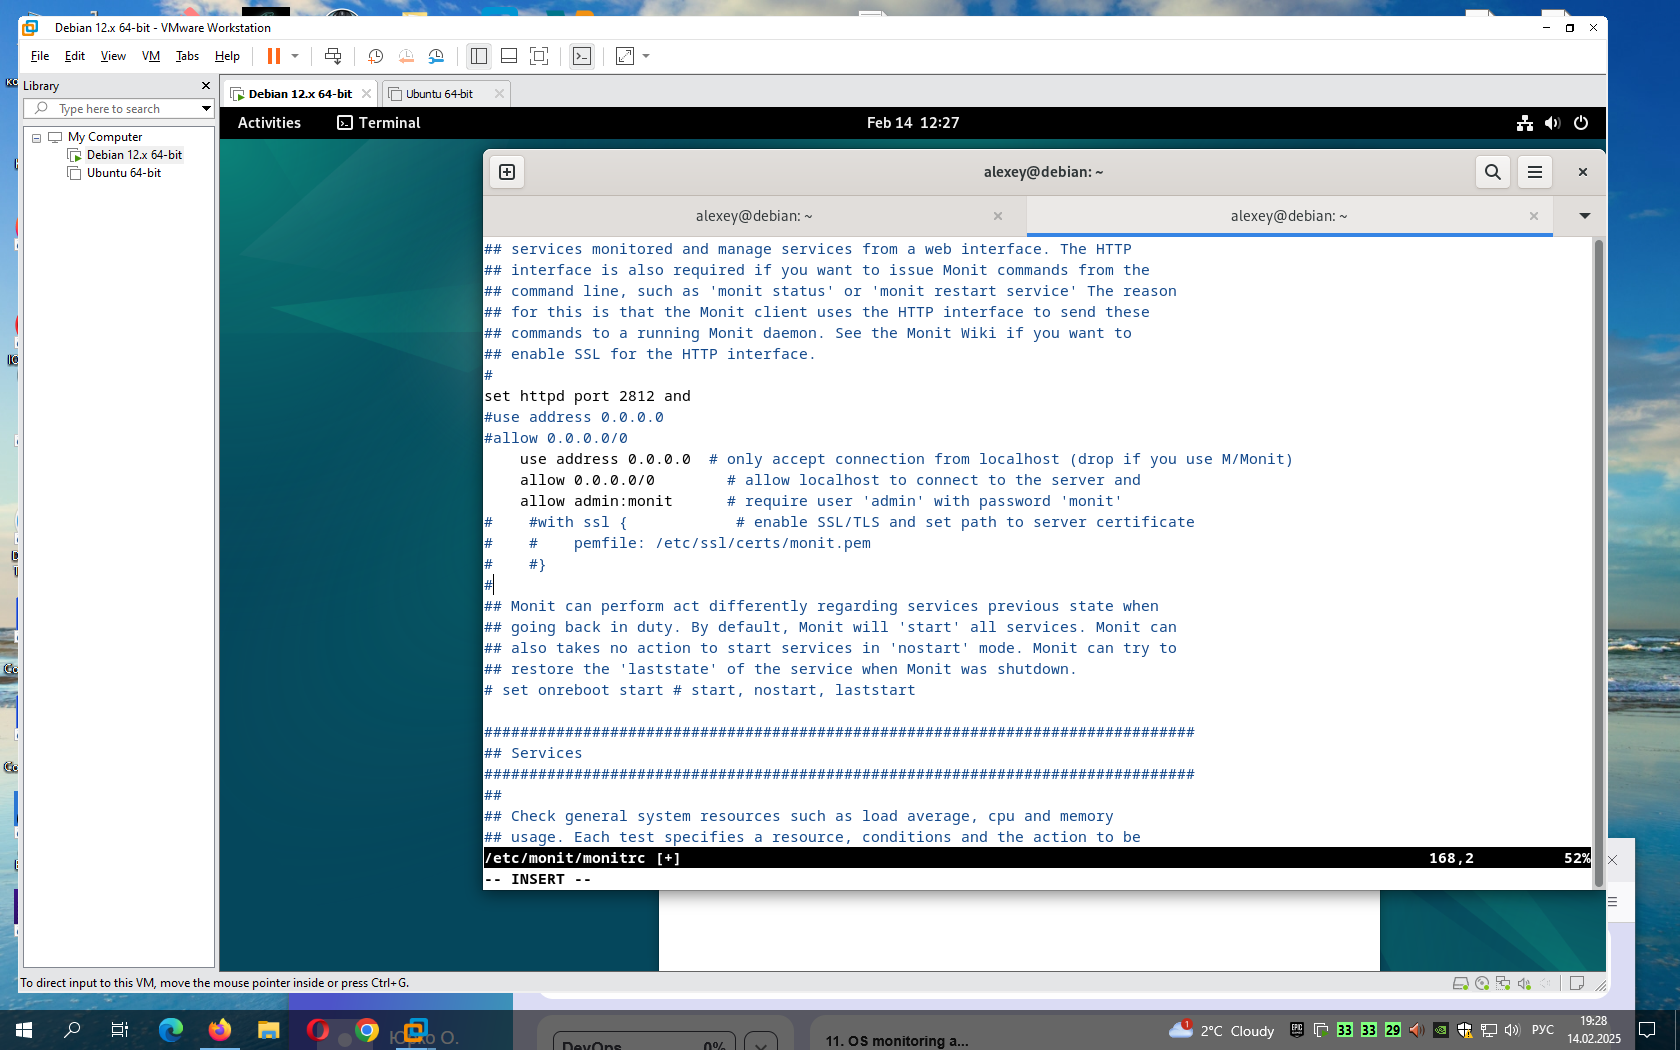 Debian 12.x 64-bit - VMware Workstation
File Edit View VM Tabs Help
Library
Type here to search
My Computer
Debian 12.x 64-bit
Ubuntu 64-bit
Debian 12.x 64-bit
Ubuntu 64-bit
Activities Terminal Feb 14 12:27
alexey@debian: ~
alexey@debian: ~ alexey@debian: ~
## services monitored and manage services from a web interface. The HTTP
## interface is also required if you want to issue Monit commands from the
## command line, such as 'monit status' or 'monit restart service' The reason
## for this is that the Monit client uses the HTTP interface to send these
## commands to a running Monit daemon. See the Monit Wiki if you want to
## enable SSL for the HTTP interface.
#
set httpd port 2812 and
#use address 0.0.0.0
#allow 0.0.0.0/0
    use address 0.0.0.0  # only accept connection from localhost (drop if you use M/Monit)
    allow 0.0.0.0/0        # allow localhost to connect to the server and
    allow admin:monit      # require user 'admin' with password 'monit'
#    #with ssl {            # enable SSL/TLS and set path to server certificate
#    #    pemfile: /etc/ssl/certs/monit.pem
#    #}
#
## Monit can perform act differently regarding services previous state when
## going back in duty. By default, Monit will 'start' all services. Monit can
## also takes no action to start services in 'nostart' mode. Monit can try to
## restore the 'laststate' of the service when Monit was shutdown.
# set onreboot start # start, nostart, laststart
###############################################################################
## Services
###############################################################################
##
## Check general system resources such as load average, cpu and memory
## usage. Each test specifies a resource, conditions and the action to be
/etc/monit/monitrc [+] 168,2 52%
-- INSERT --
To direct input to this VM, move the mouse pointer inside or press Ctrl+G.
DevOps 0%
11. OS monitoring a...
1 2°C Cloudy 33 33 29 РУС 19:28
14.02.2025